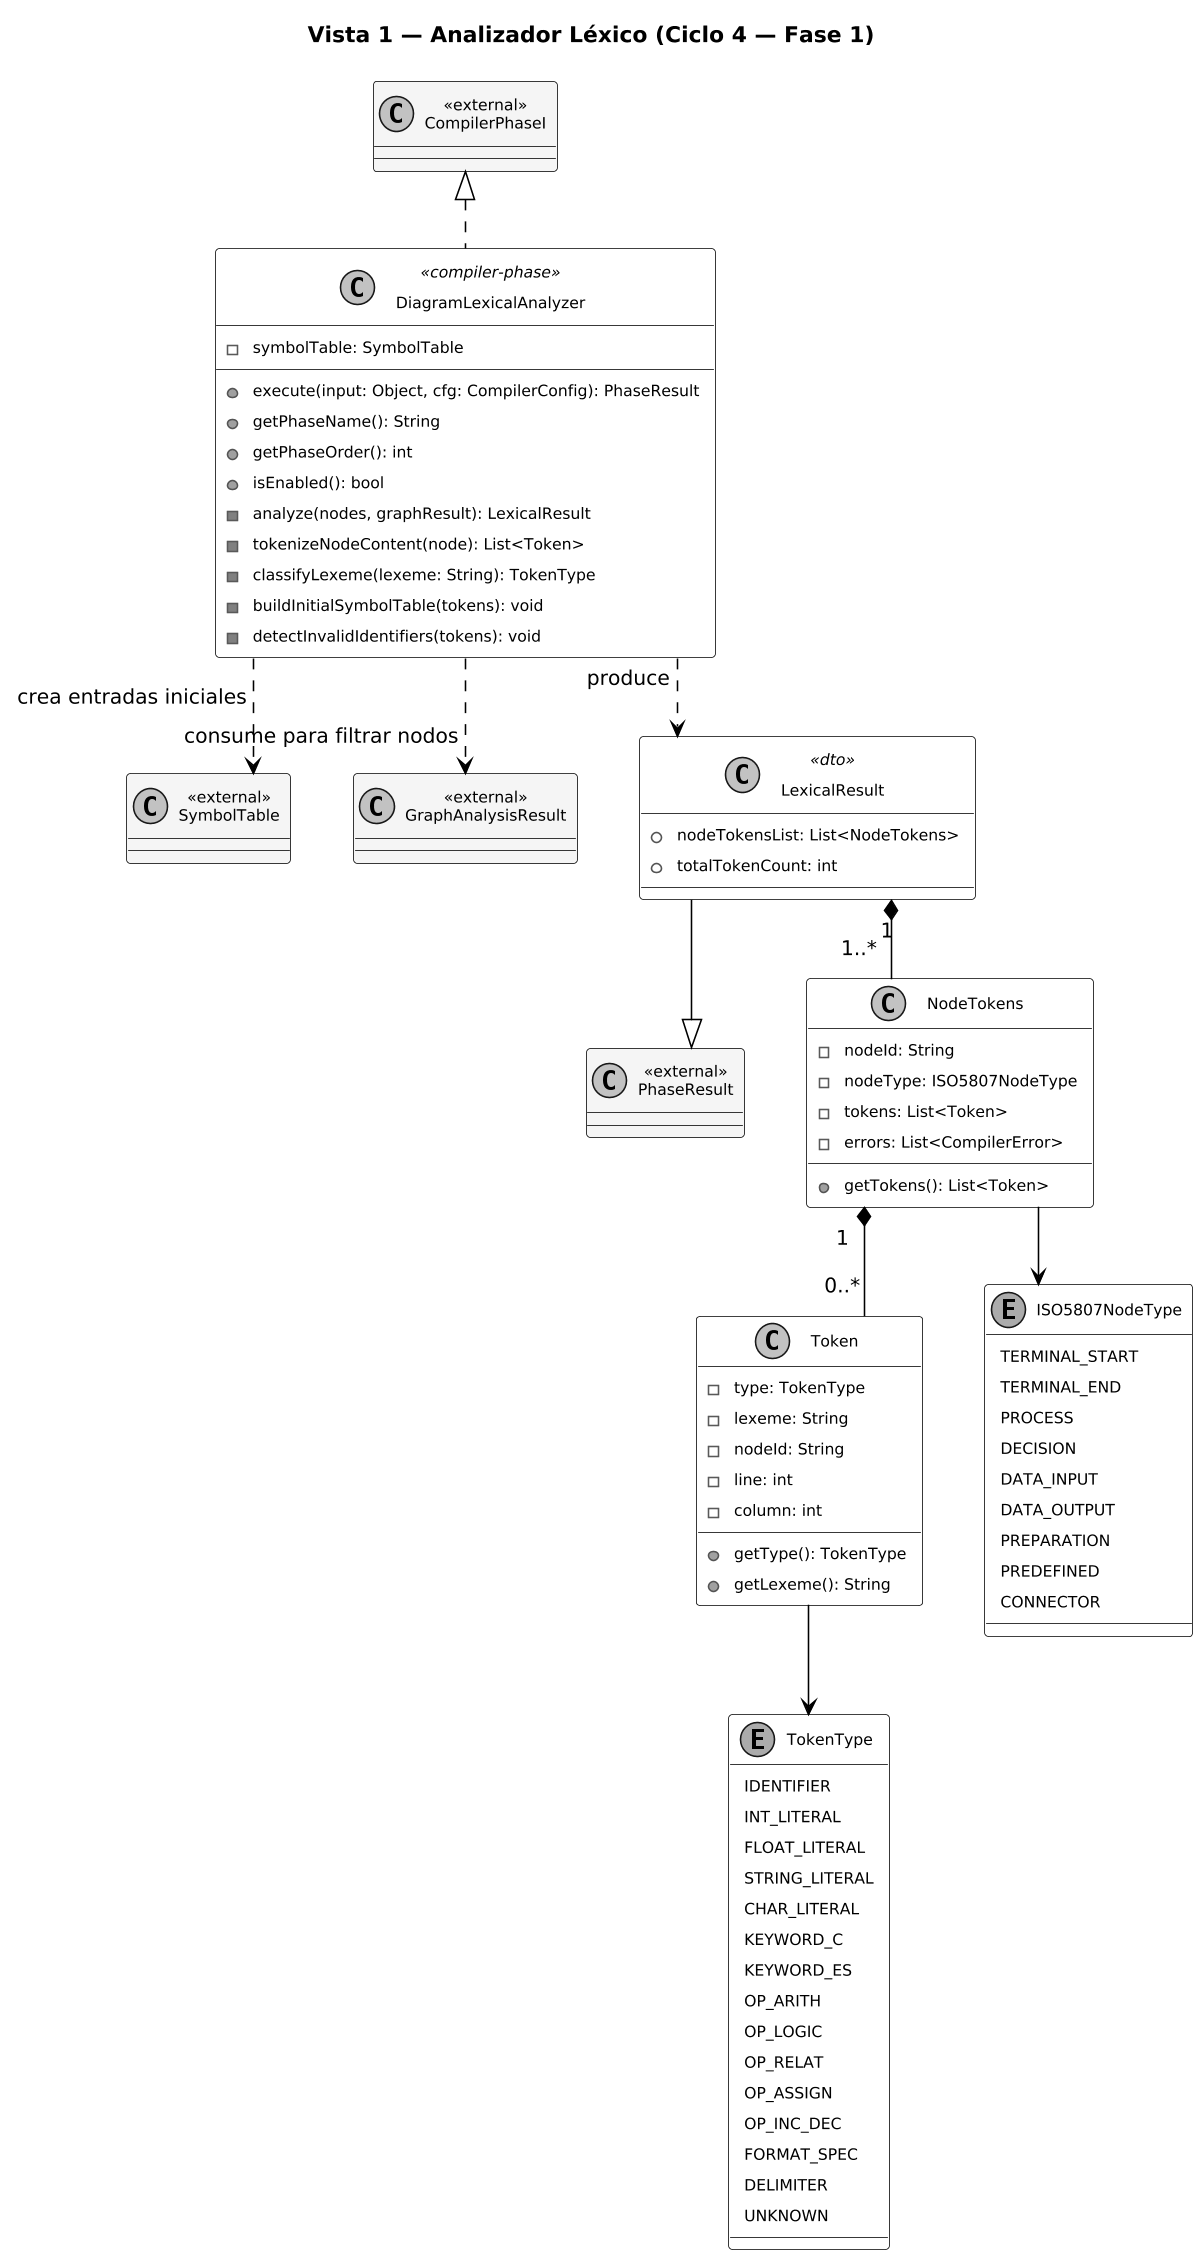 Vista 1 — Analizador Léxico (Ciclo 4 — Fase 1)
C
«external»
CompilerPhaseI
C
«compiler-phase»
DiagramLexicalAnalyzer
symbolTable: SymbolTable
execute(input: Object, cfg: CompilerConfig): PhaseResult
getPhaseName(): String
getPhaseOrder(): int
isEnabled(): bool
analyze(nodes, graphResult): LexicalResult
tokenizeNodeContent(node): List<Token>
classifyLexeme(lexeme: String): TokenType
buildInitialSymbolTable(tokens): void
detectInvalidIdentifiers(tokens): void
crea entradas iniciales
consume para filtrar nodos
produce
C
«external»
SymbolTable
C
«external»
GraphAnalysisResult
C
«dto»
LexicalResult
nodeTokensList: List<NodeTokens>
totalTokenCount: int
1
1..*
C
«external»
PhaseResult
C
NodeTokens
nodeId: String
nodeType: ISO5807NodeType
tokens: List<Token>
errors: List<CompilerError>
getTokens(): List<Token>
1
0..*
C
Token
type: TokenType
lexeme: String
nodeId: String
line: int
column: int
getType(): TokenType
getLexeme(): String
E
ISO5807NodeType
TERMINAL_START
TERMINAL_END
PROCESS
DECISION
DATA_INPUT
DATA_OUTPUT
PREPARATION
PREDEFINED
CONNECTOR
E
TokenType
IDENTIFIER
INT_LITERAL
FLOAT_LITERAL
STRING_LITERAL
CHAR_LITERAL
KEYWORD_C
KEYWORD_ES
OP_ARITH
OP_LOGIC
OP_RELAT
OP_ASSIGN
OP_INC_DEC
FORMAT_SPEC
DELIMITER
UNKNOWN